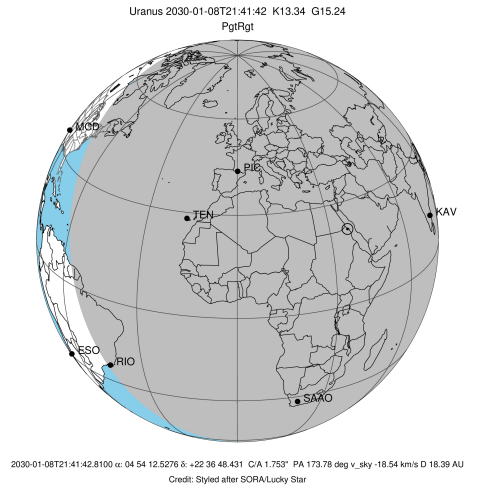 Uranus 2030-01-08T21:41:42 K13.34 G15.24
PgtRgt
MCD
PIC
TEN
KAV
ESO
RIO
SAAO
2030-01-08T21:41:42.8100 α: 04 54 12.5276 δ: +22 36 48.431 C/A 1.753" PA 173.78 deg v_sky -18.54 km/s D 18.39 AU
Credit: Styled after SORA/Lucky Star